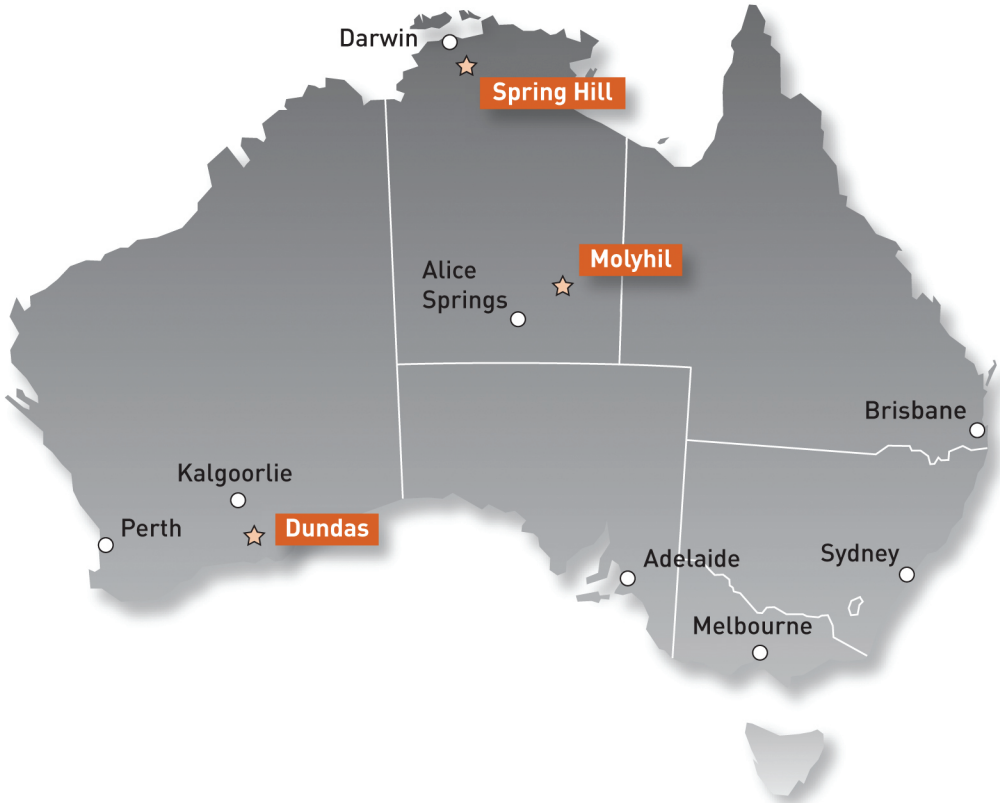 Darwin
Spring Hill
Molyhil
Alice
Springs
Brisbane
Kalgoorlie
Perth
Dundas
Adelaide
Sydney
Melbourne